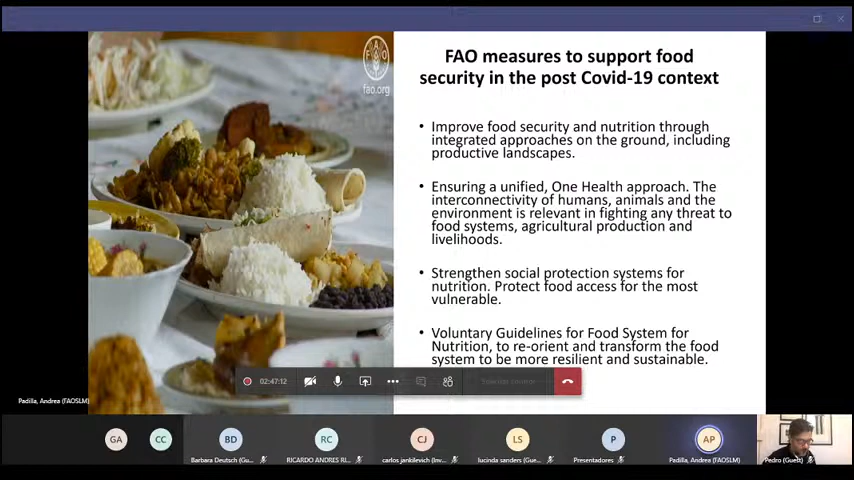 FAO
fao.org
FAO measures to support food
security in the post Covid-19 context
• Improve food security and nutrition through
integrated approaches on the ground, including
productive landscapes.
• Ensuring a unified, One Health approach. The
interconnectivity of humans, animals and the
environment is relevant in fighting any threat to
food systems, agricultural production and
livelihoods.
• Strengthen social protection systems for
nutrition. Protect food access for the most
vulnerable.
• Voluntary Guidelines for Food System for
Nutrition, to re-orient and transform the food
system to be more resilient and sustainable.
02:47:12
Padilla, Andrea (FAOSLM)
GA
CC
BD
RC
CJ
LS
P
AP
Barbara Deutsch (Gu...
RICARDO ANDRES RI...
carlos jankilevich (Inv...
lucinda sanders (Gue...
Presentadores
Padilla, Andrea (FAOSLM)
Pedro (Guest)